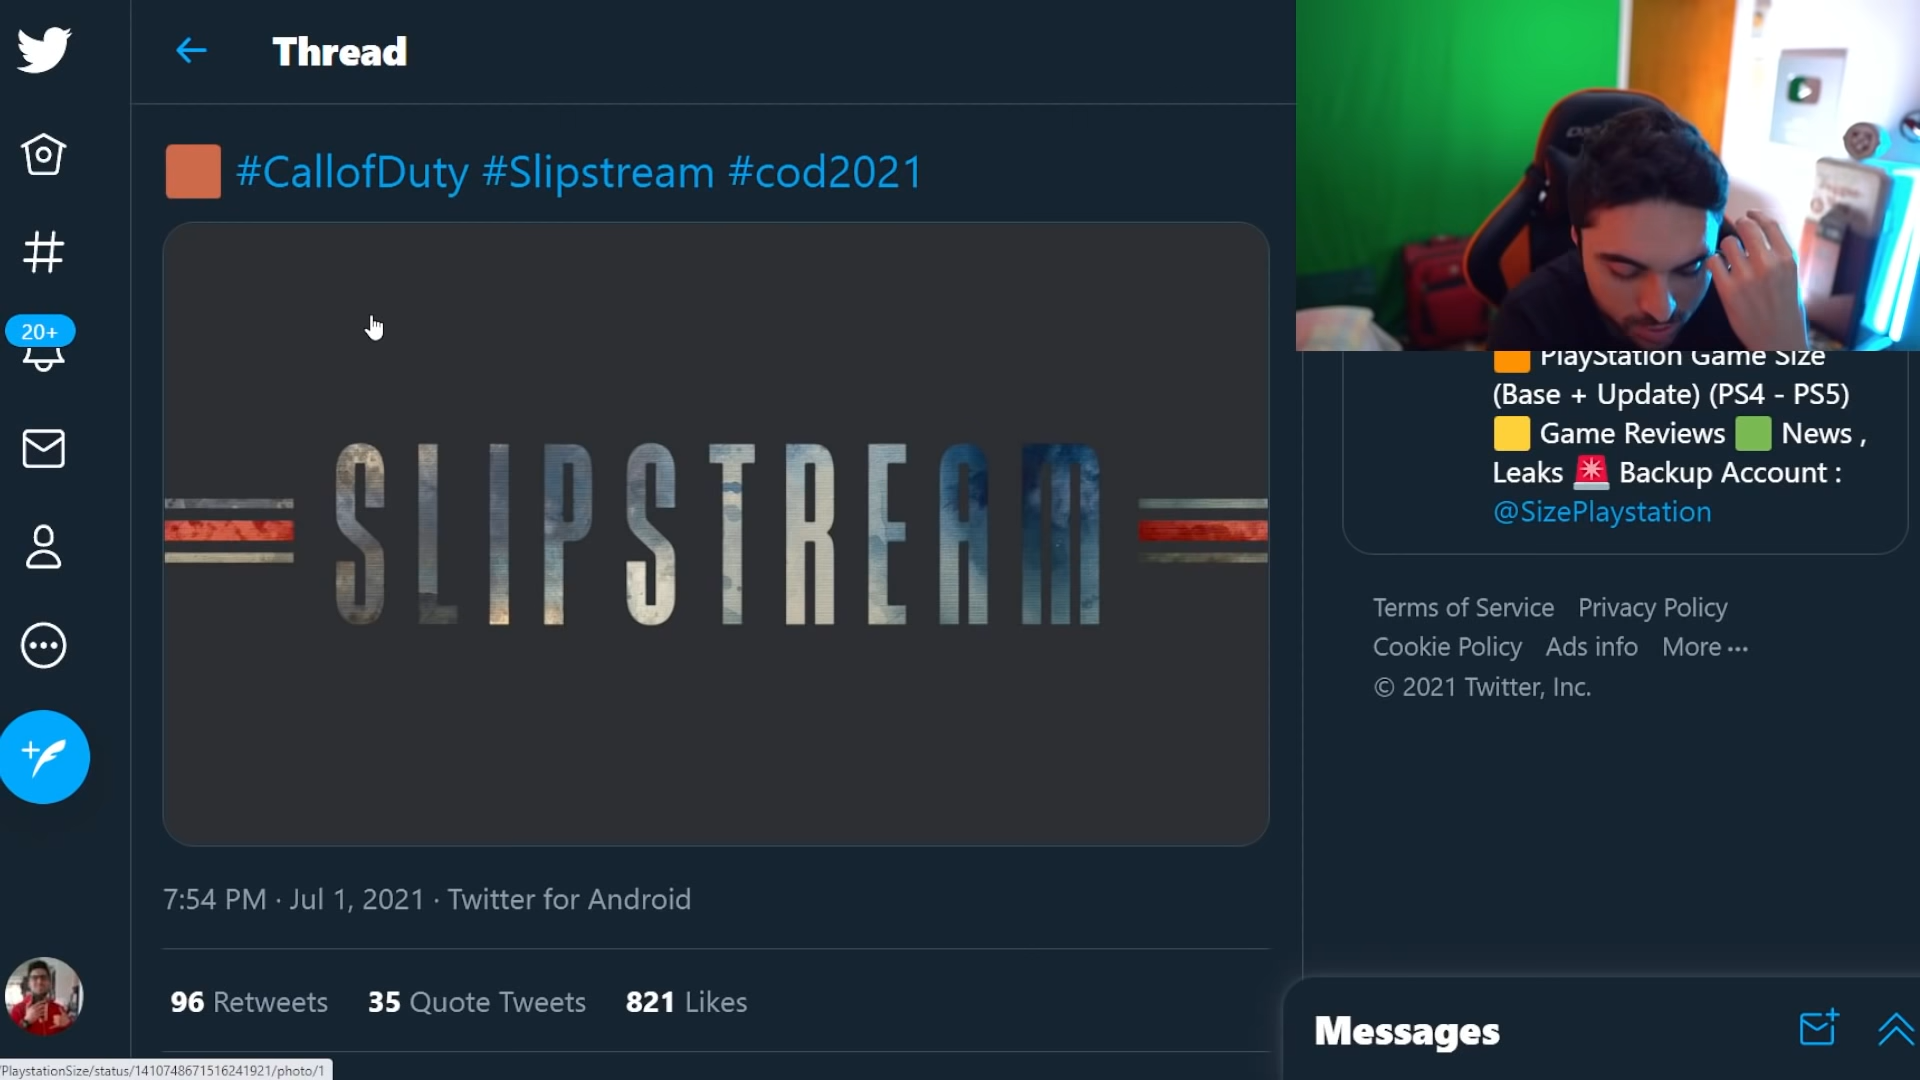 Thread
#CallofDuty #Slipstream #cod2021
20+
SLIPSTREAM
7:54 PM · Jul 1, 2021 · Twitter for Android
96 Retweets 35 Quote Tweets 821 Likes
PlayStation Game Size
(Base + Update) (PS4 - PS5)
Game Reviews News ,
Leaks Backup Account :
@SizePlaystation
Terms of Service Privacy Policy
Cookie Policy Ads info More ···
© 2021 Twitter, Inc.
Messages
/PlaystationSize/status/1410748671516241921/photo/1